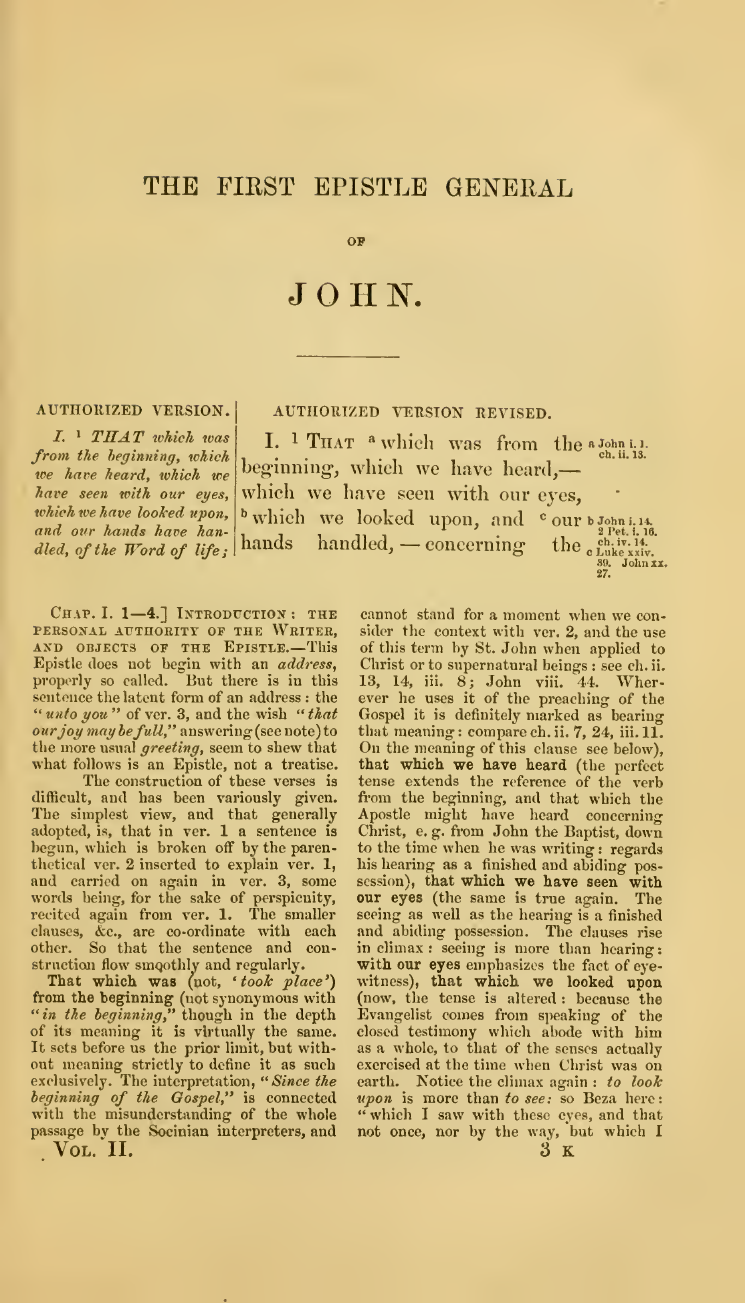 THE FIRST EPISTLE GENERAL
OF
JOHN.
AUTHORIZED VERSION.
I. 1 THAT which was
from the beginning, which
we have heard, which we
have seen with our eyes,
which we have looked upon,
and our hands have han-
dled, of the Word of life;
AUTHORIZED VERSION REVISED.
I. 1 THAT a which was from the
beginning, which we have heard,—
which we have seen with our eyes,
b which we looked upon, and c our
hands handled, — concerning the
a John i. 1.
ch. ii. 13.
b John i. 14.
2 Pet. i. 16.
ch. iv. 14.
c Luke xxiv.
39. John xx.
27.
CHAP. I. 1—4.] INTRODUCTION: THE
PERSONAL AUTHORITY OF THE WRITER,
AND OBJECTS OF THE EPISTLE.—This
Epistle does not begin with an address,
properly so called. But there is in this
sentence the latent form of an address: the
“unto you” of ver. 3, and the wish “that
our joy may be full,” answering (see note) to
the more usual greeting, seem to shew that
what follows is an Epistle, not a treatise.
The construction of these verses is
difficult, and has been variously given.
The simplest view, and that generally
adopted, is, that in ver. 1 a sentence is
begun, which is broken off by the paren-
thetical ver. 2 inserted to explain ver. 1,
and carried on again in ver. 3, some
words being, for the sake of perspicuity,
recited again from ver. 1. The smaller
clauses, &c., are co-ordinate with each
other. So that the sentence and con-
struction flow smoothly and regularly.
That which was (not, ‘took place’)
from the beginning (not synonymous with
“in the beginning,” though in the depth
of its meaning it is virtually the same.
It sets before us the prior limit, but with-
out meaning strictly to define it as such
exclusively. The interpretation, “Since the
beginning of the Gospel,” is connected
with the misunderstanding of the whole
passage by the Socinian interpreters, and
cannot stand for a moment when we con-
sider the context with ver. 2, and the use
of this term by St. John when applied to
Christ or to supernatural beings: see ch. ii.
13, 14, iii. 8; John viii. 44. Wher-
ever he uses it of the preaching of the
Gospel it is definitely marked as bearing
that meaning: compare ch. ii. 7, 24, iii. 11.
On the meaning of this clause see below),
that which we have heard (the perfect
tense extends the reference of the verb
from the beginning, and that which the
Apostle might have heard concerning
Christ, e. g. from John the Baptist, down
to the time when he was writing: regards
his hearing as a finished and abiding pos-
session), that which we have seen with
our eyes (the same is true again. The
seeing as well as the hearing is a finished
and abiding possession. The clauses rise
in climax: seeing is more than hearing:
with our eyes emphasizes the fact of eye-
witness), that which we looked upon
(now, the tense is altered: because the
Evangelist comes from speaking of the
closed testimony which abode with him
as a whole, to that of the senses actually
exercised at the time when Christ was on
earth. Notice the climax again: to look
upon is more than to see: so Beza here:
“which I saw with these eyes, and that
not once, nor by the way, but which I
VOL. II.
3 K